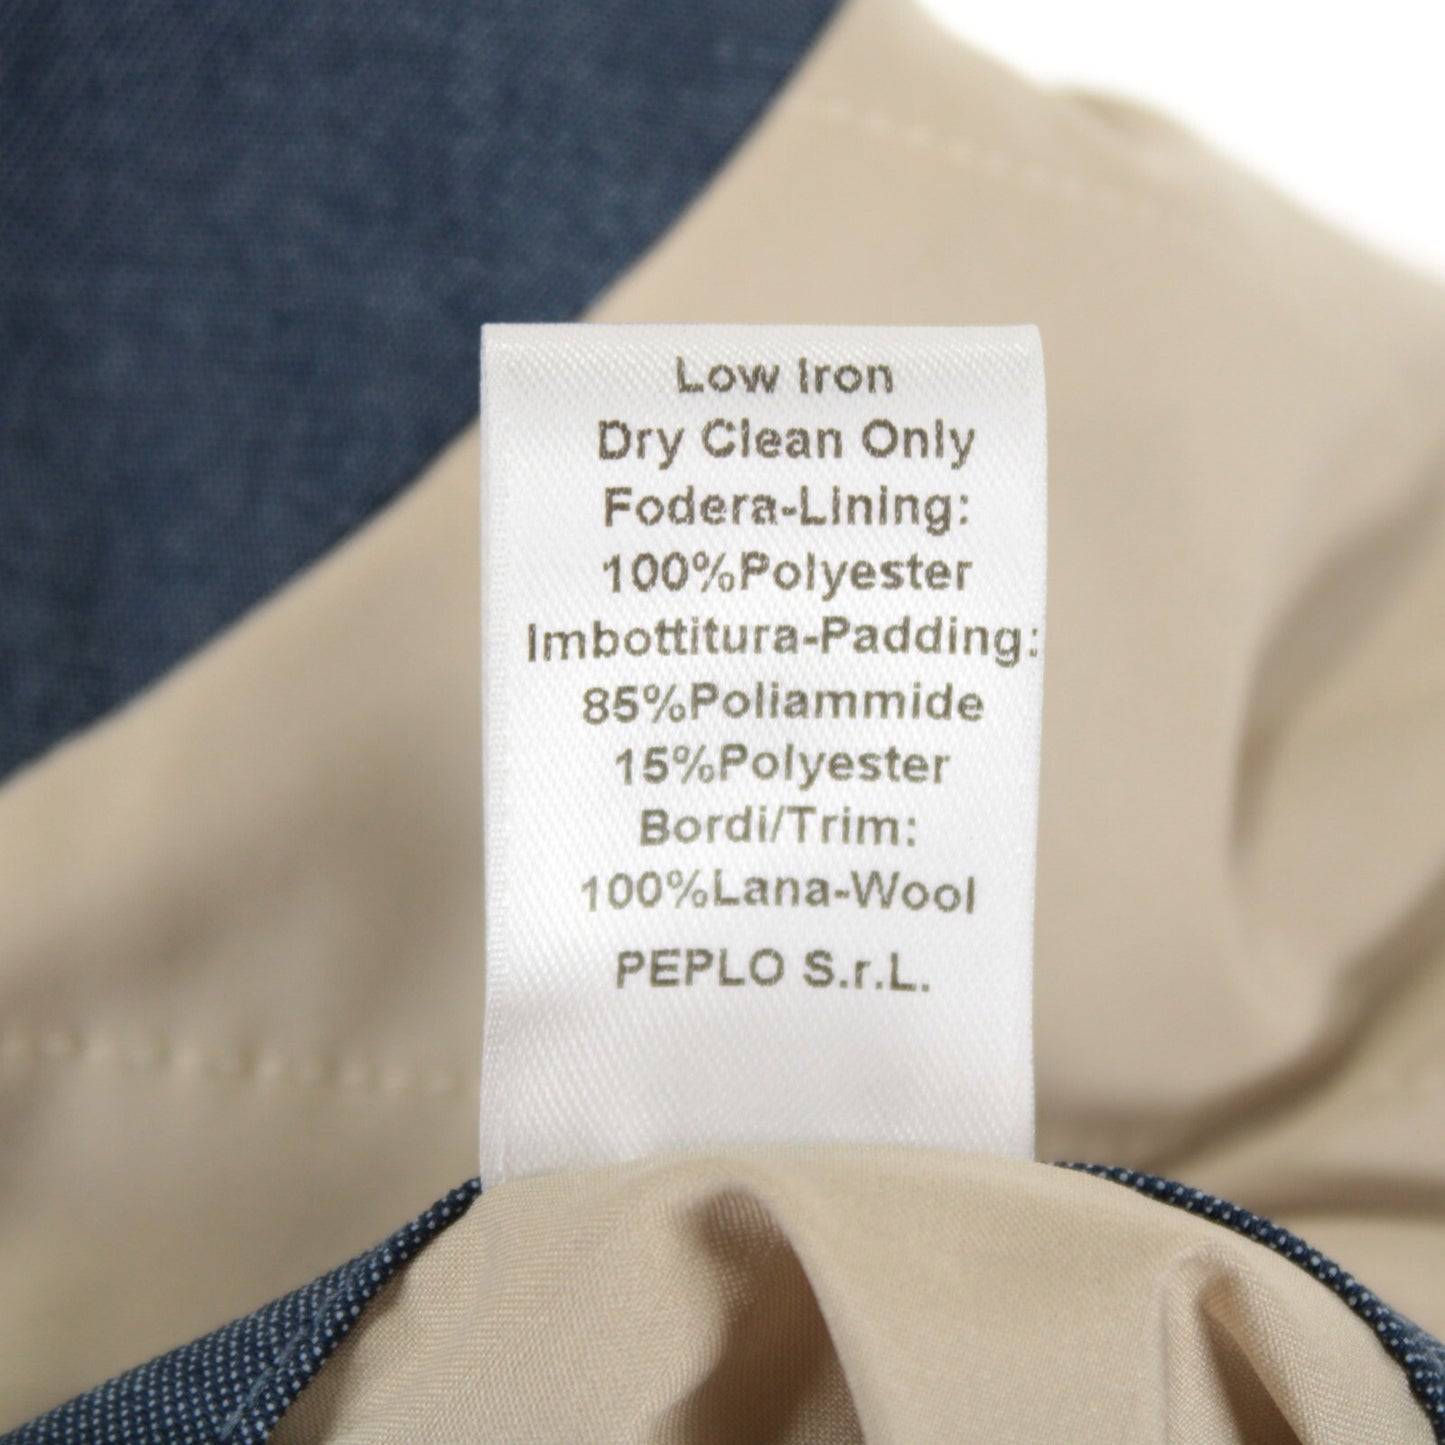 Low Iron
Dry Clean Only
Fodera-Lining:
100%Polyester
Imbottitura-Padding:
85%Poliammide
15%Polyester
Bordi/Trim:
100%Lana-Wool
PEPLO S.r.L.